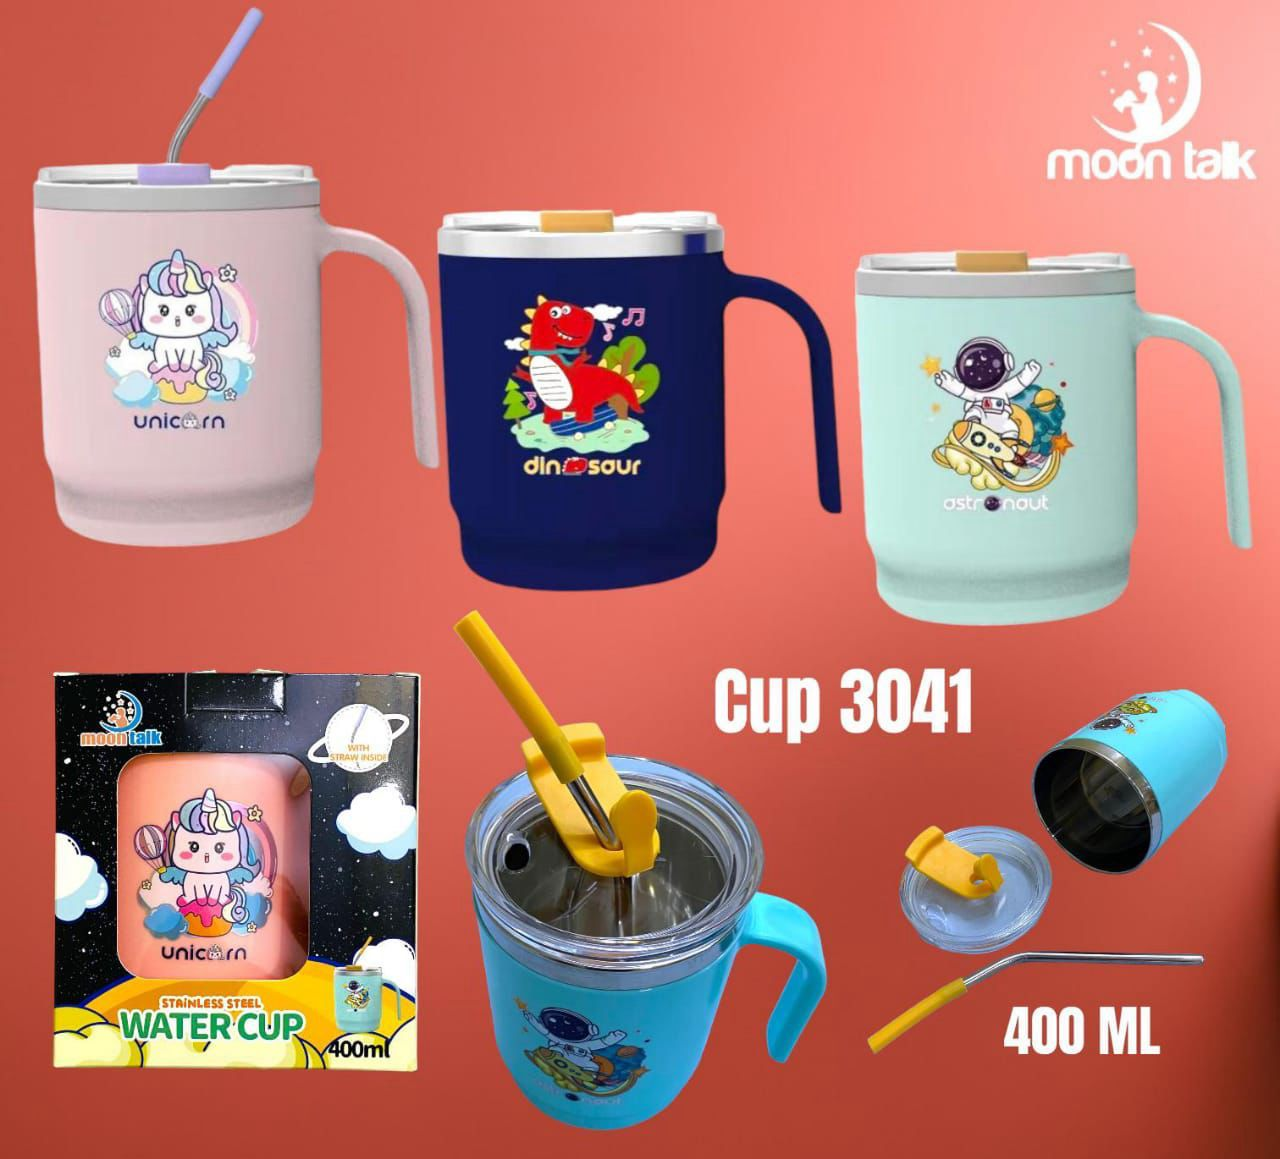 moon talk
unicorn
dinosaur
astronaut
Cup 3041
moon talk
WITH
STRAW INSIDE
unicorn
STAINLESS STEEL
WATER CUP
400ml
astronaut
400 ML